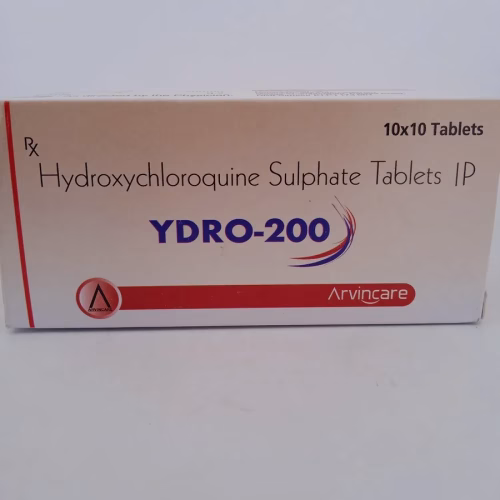 10x10 Tablets
Rx
Hydroxychloroquine Sulphate Tablets IP
YDRO-200
Arvincare